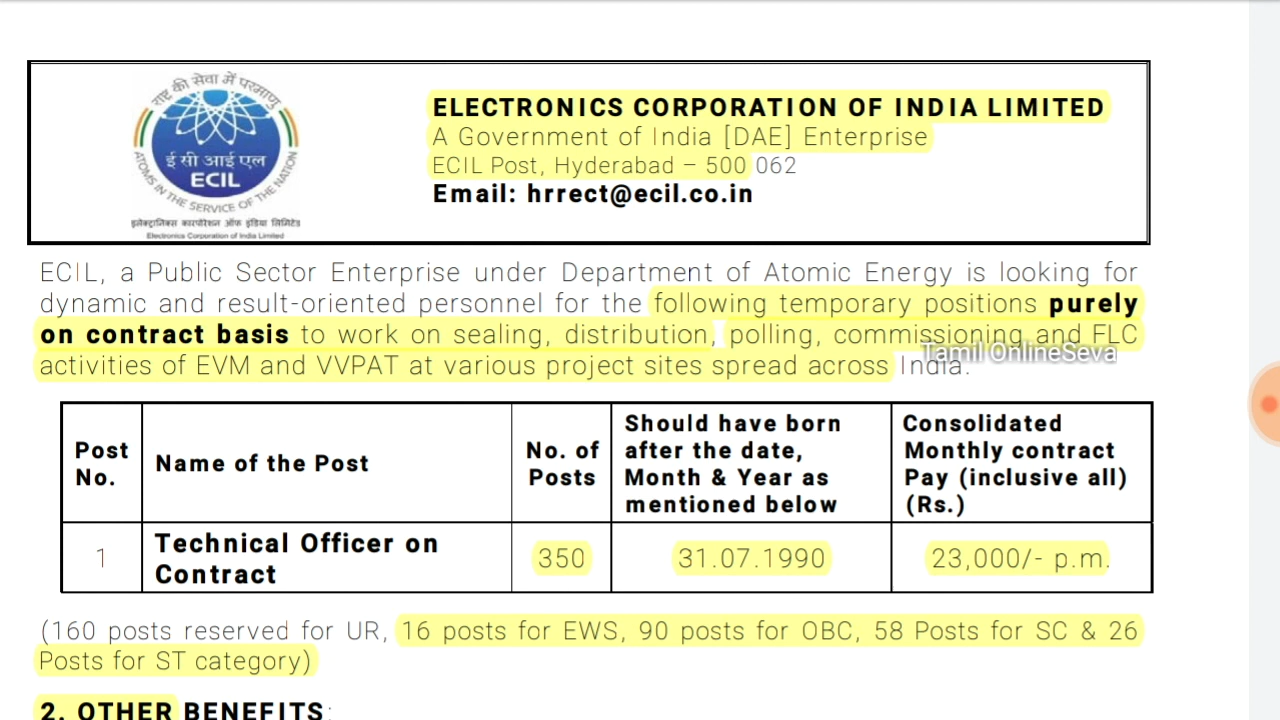 राष्ट्र की सेवा में परमाणु
ई सी आई एल
ECIL
ATOMS IN THE SERVICE OF THE NATION
इलेक्ट्रानिक्स कारपोरेशन ऑफ इंडिया लिमिटेड
Electronics Corporation of India Limited
ELECTRONICS CORPORATION OF INDIA LIMITED
A Government of India [DAE] Enterprise
ECIL Post, Hyderabad – 500 062
Email: hrrect@ecil.co.in
ECIL, a Public Sector Enterprise under Department of Atomic Energy is looking for
dynamic and result-oriented personnel for the following temporary positions purely
on contract basis to work on sealing, distribution, polling, commissioning and FLC
Tamil OnlineSeva
activities of EVM and VVPAT at various project sites spread across India.
Post No.
Name of the Post
No. of Posts
Should have born after the date, Month & Year as mentioned below
Consolidated Monthly contract Pay (inclusive all) (Rs.)
1
Technical Officer on Contract
350
31.07.1990
23,000/- p.m.
(160 posts reserved for UR, 16 posts for EWS, 90 posts for OBC, 58 Posts for SC & 26
Posts for ST category)
2. OTHER BENEFITS: